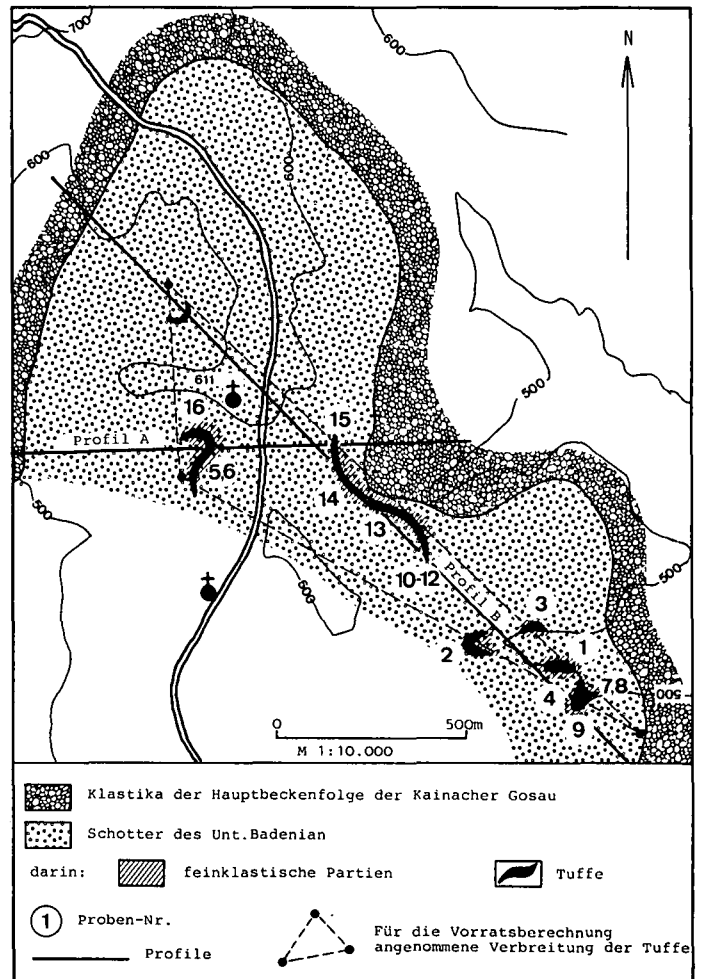 700
600
N
600
600
500
611
16
15
Profil A
5,6
14
13
500
10-12
Profil B
500
600
3
2
1
4
7,8
500
9
0 500m
M 1:10.000
Klastika der Hauptbeckenfolge der Kainacher Gosau
Schotter des Unt.Badenian
darin: feinklastische Partien Tuffe
1 Proben-Nr.
Profile
Für die Vorratsberechnung
angenommene Verbreitung der Tuffe